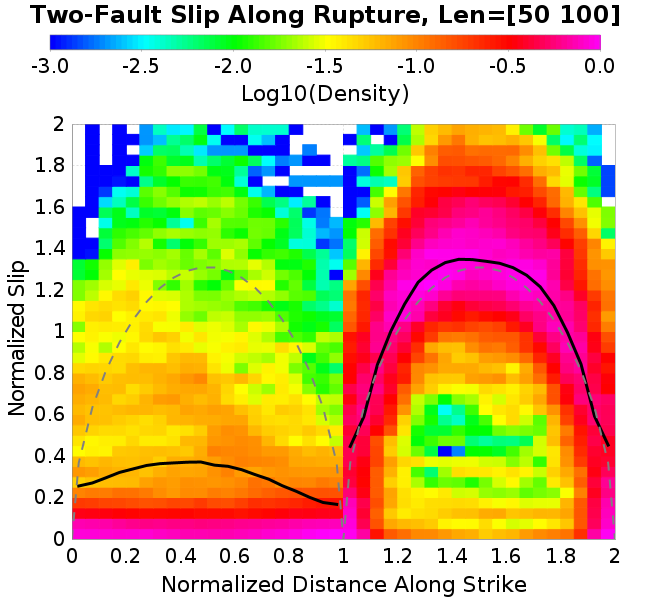 Two-Fault Slip Along Rupture, Len=[50 100]
-3.0 -2.5 -2.0 -1.5 -1.0 -0.5 0.0
Log10(Density)
2
1.8
1.6
1.4
1.2
1
0.8
0.6
0.4
0.2
0
Normalized Slip
0 0.2 0.4 0.6 0.8 1 1.2 1.4 1.6 1.8 2
Normalized Distance Along Strike